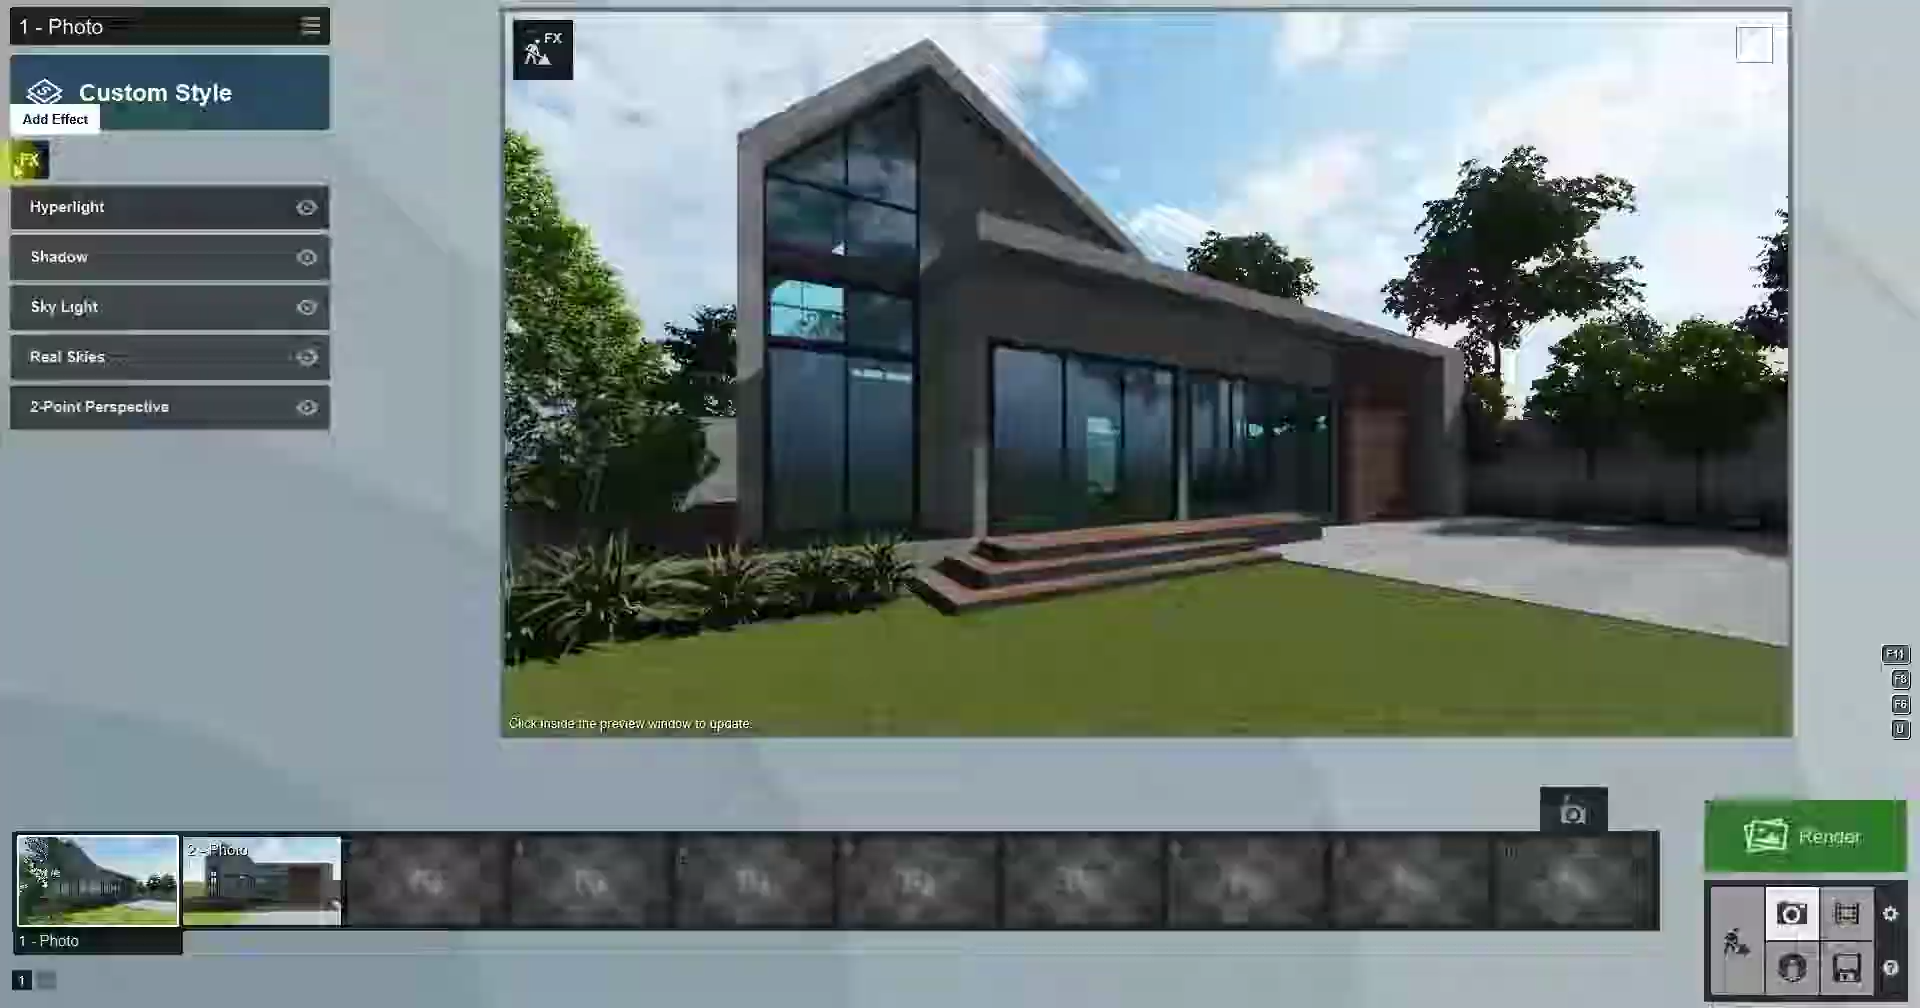 1 - Photo
Custom Style
Add Effect
FX
Hyperlight
Shadow
Sky Light
Real Skies
2-Point Perspective
FX
Click inside the preview window to update.
F11
F8
F6
U
2 - Photo
Render
1 - Photo
1